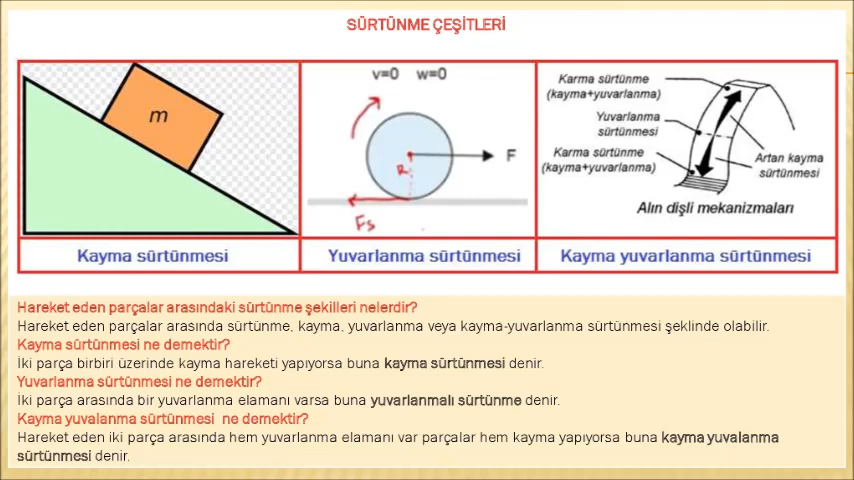 SÜRTÜNME ÇEŞİTLERİ
m
v=0 w=0
F
R
Fs
Karma sürtünme
(kayma+yuvarlanma)
Yuvarlanma
sürtünmesi
Karma sürtünme
(kayma+yuvarlanma)
Artan kayma
sürtünmesi
Alın dişli mekanizmaları
Kayma sürtünmesi
Yuvarlanma sürtünmesi
Kayma yuvarlanma sürtünmesi
Hareket eden parçalar arasındaki sürtünme şekilleri nelerdir?
Hareket eden parçalar arasında sürtünme, kayma, yuvarlanma veya kayma-yuvarlanma sürtünmesi şeklinde olabilir.
Kayma sürtünmesi ne demektir?
İki parça birbiri üzerinde kayma hareketi yapıyorsa buna kayma sürtünmesi denir.
Yuvarlanma sürtünmesi ne demektir?
İki parça arasında bir yuvarlanma elamanı varsa buna yuvarlanmalı sürtünme denir.
Kayma yuvalanma sürtünmesi ne demektir?
Hareket eden iki parça arasında hem yuvarlanma elamanı var parçalar hem kayma yapıyorsa buna kayma yuvalanma
sürtünmesi denir.